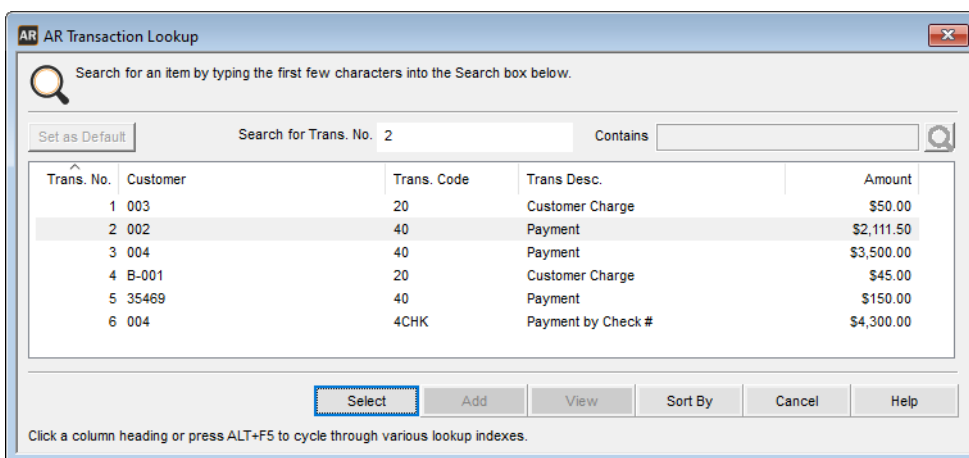 AR AR Transaction Lookup
Search for an item by typing the first few characters into the Search box below.
Set as Default Search for Trans. No. 2 Contains
Trans. No. Customer Trans. Code Trans Desc. Amount
1 003 20 Customer Charge $50.00
2 002 40 Payment $2,111.50
3 004 40 Payment $3,500.00
4 B-001 20 Customer Charge $45.00
5 35469 40 Payment $150.00
6 004 4CHK Payment by Check # $4,300.00
Select Add View Sort By Cancel Help
Click a column heading or press ALT+F5 to cycle through various lookup indexes.